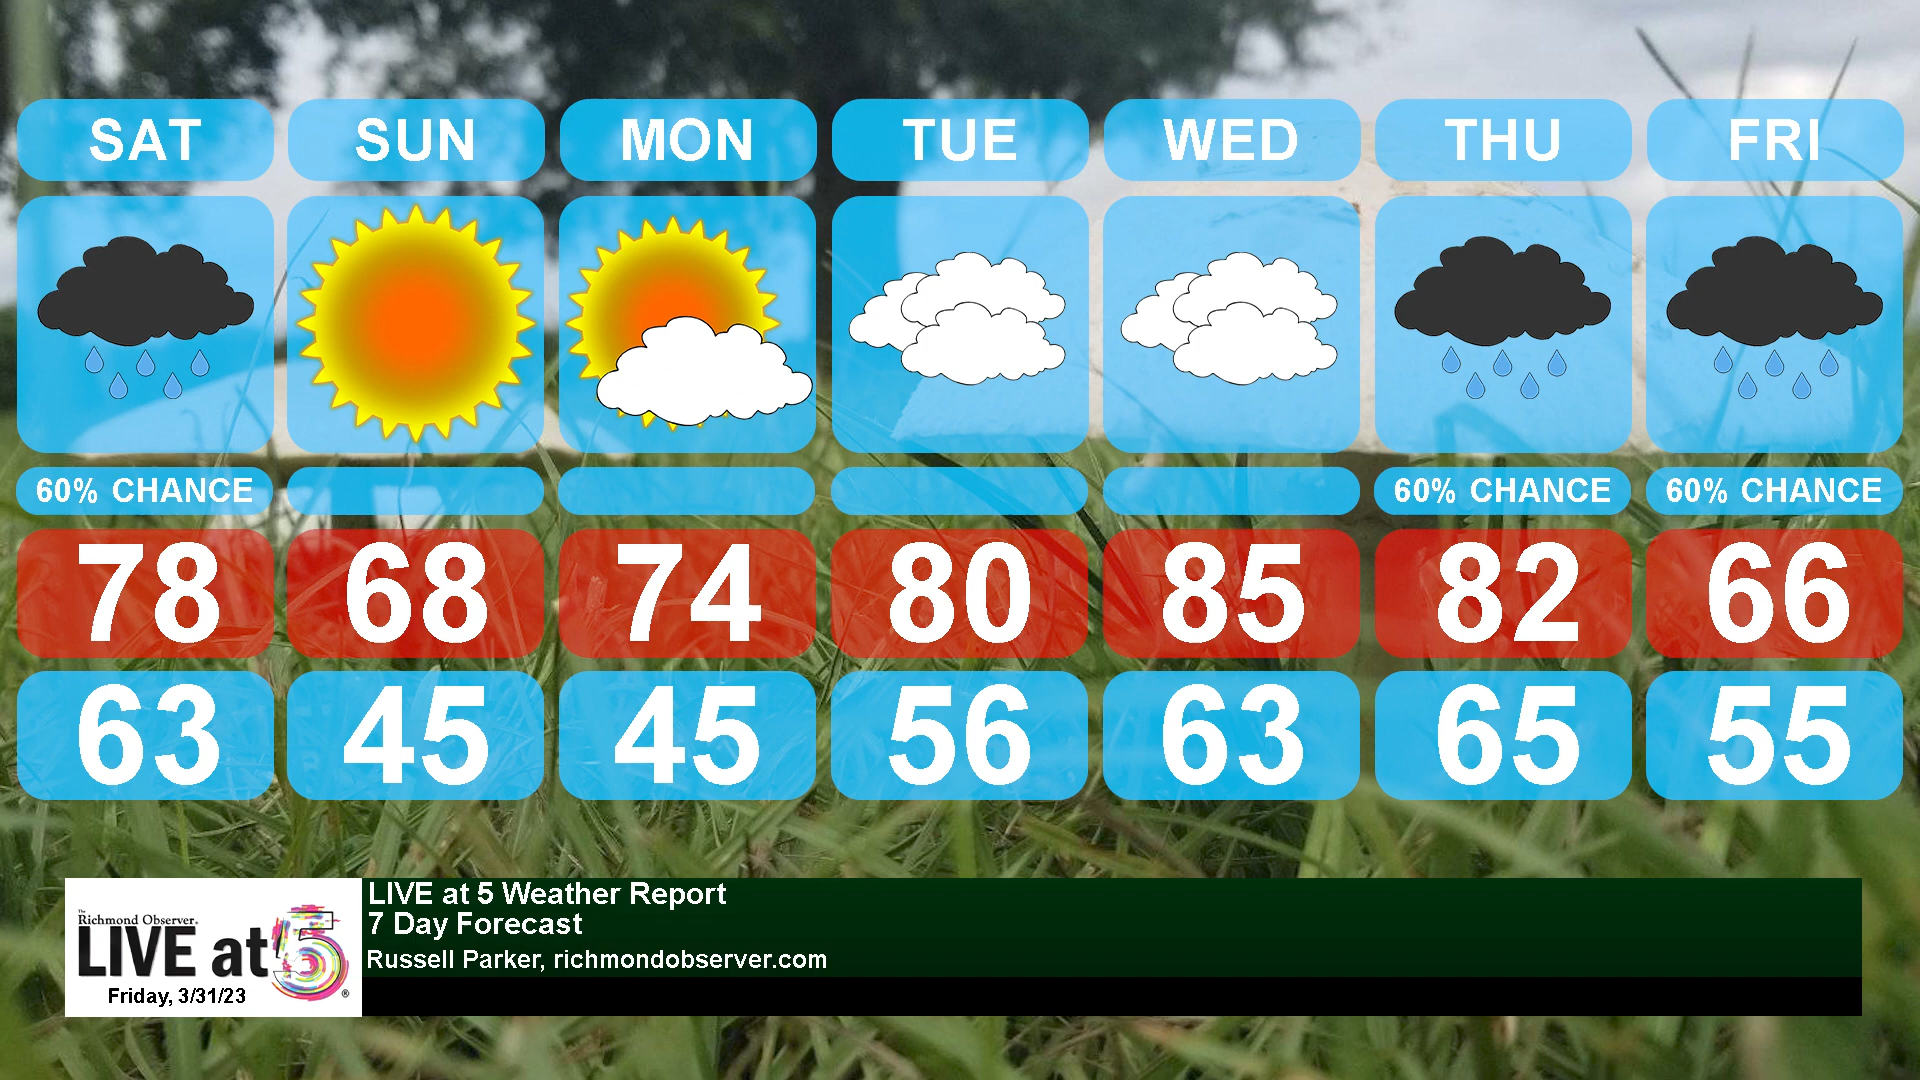 SAT SUN MON TUE WED THU FRI
60% CHANCE 60% CHANCE 60% CHANCE
78 68 74 80 85 82 66
63 45 45 56 63 65 55
The
Richmond Observer.
LIVE at 5
®
Friday, 3/31/23
LIVE at 5 Weather Report
7 Day Forecast
Russell Parker, richmondobserver.com